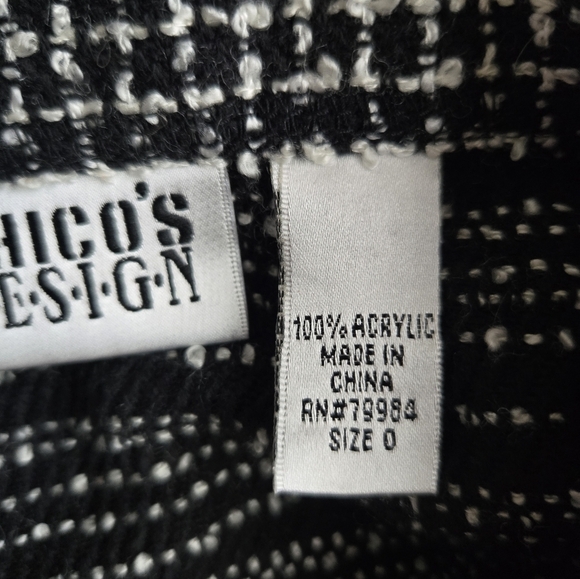 HICO'S
E·S·I·G·N
100% ACRYLIC
MADE IN
CHINA
RN#79984
SIZE 0